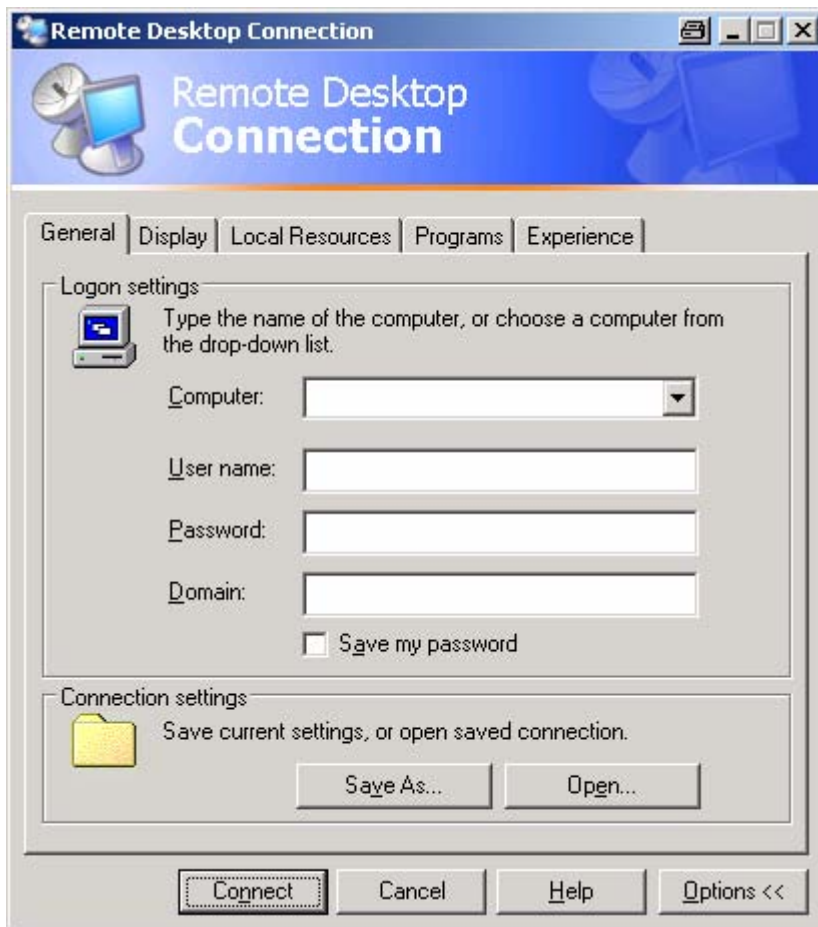 Remote Desktop Connection
Remote Desktop
Connection
General Display Local Resources Programs Experience
Logon settings
Type the name of the computer, or choose a computer from
the drop-down list.
Computer:
User name:
Password:
Domain:
Save my password
Connection settings
Save current settings, or open saved connection.
Save As... Open...
Connect Cancel Help Options <<